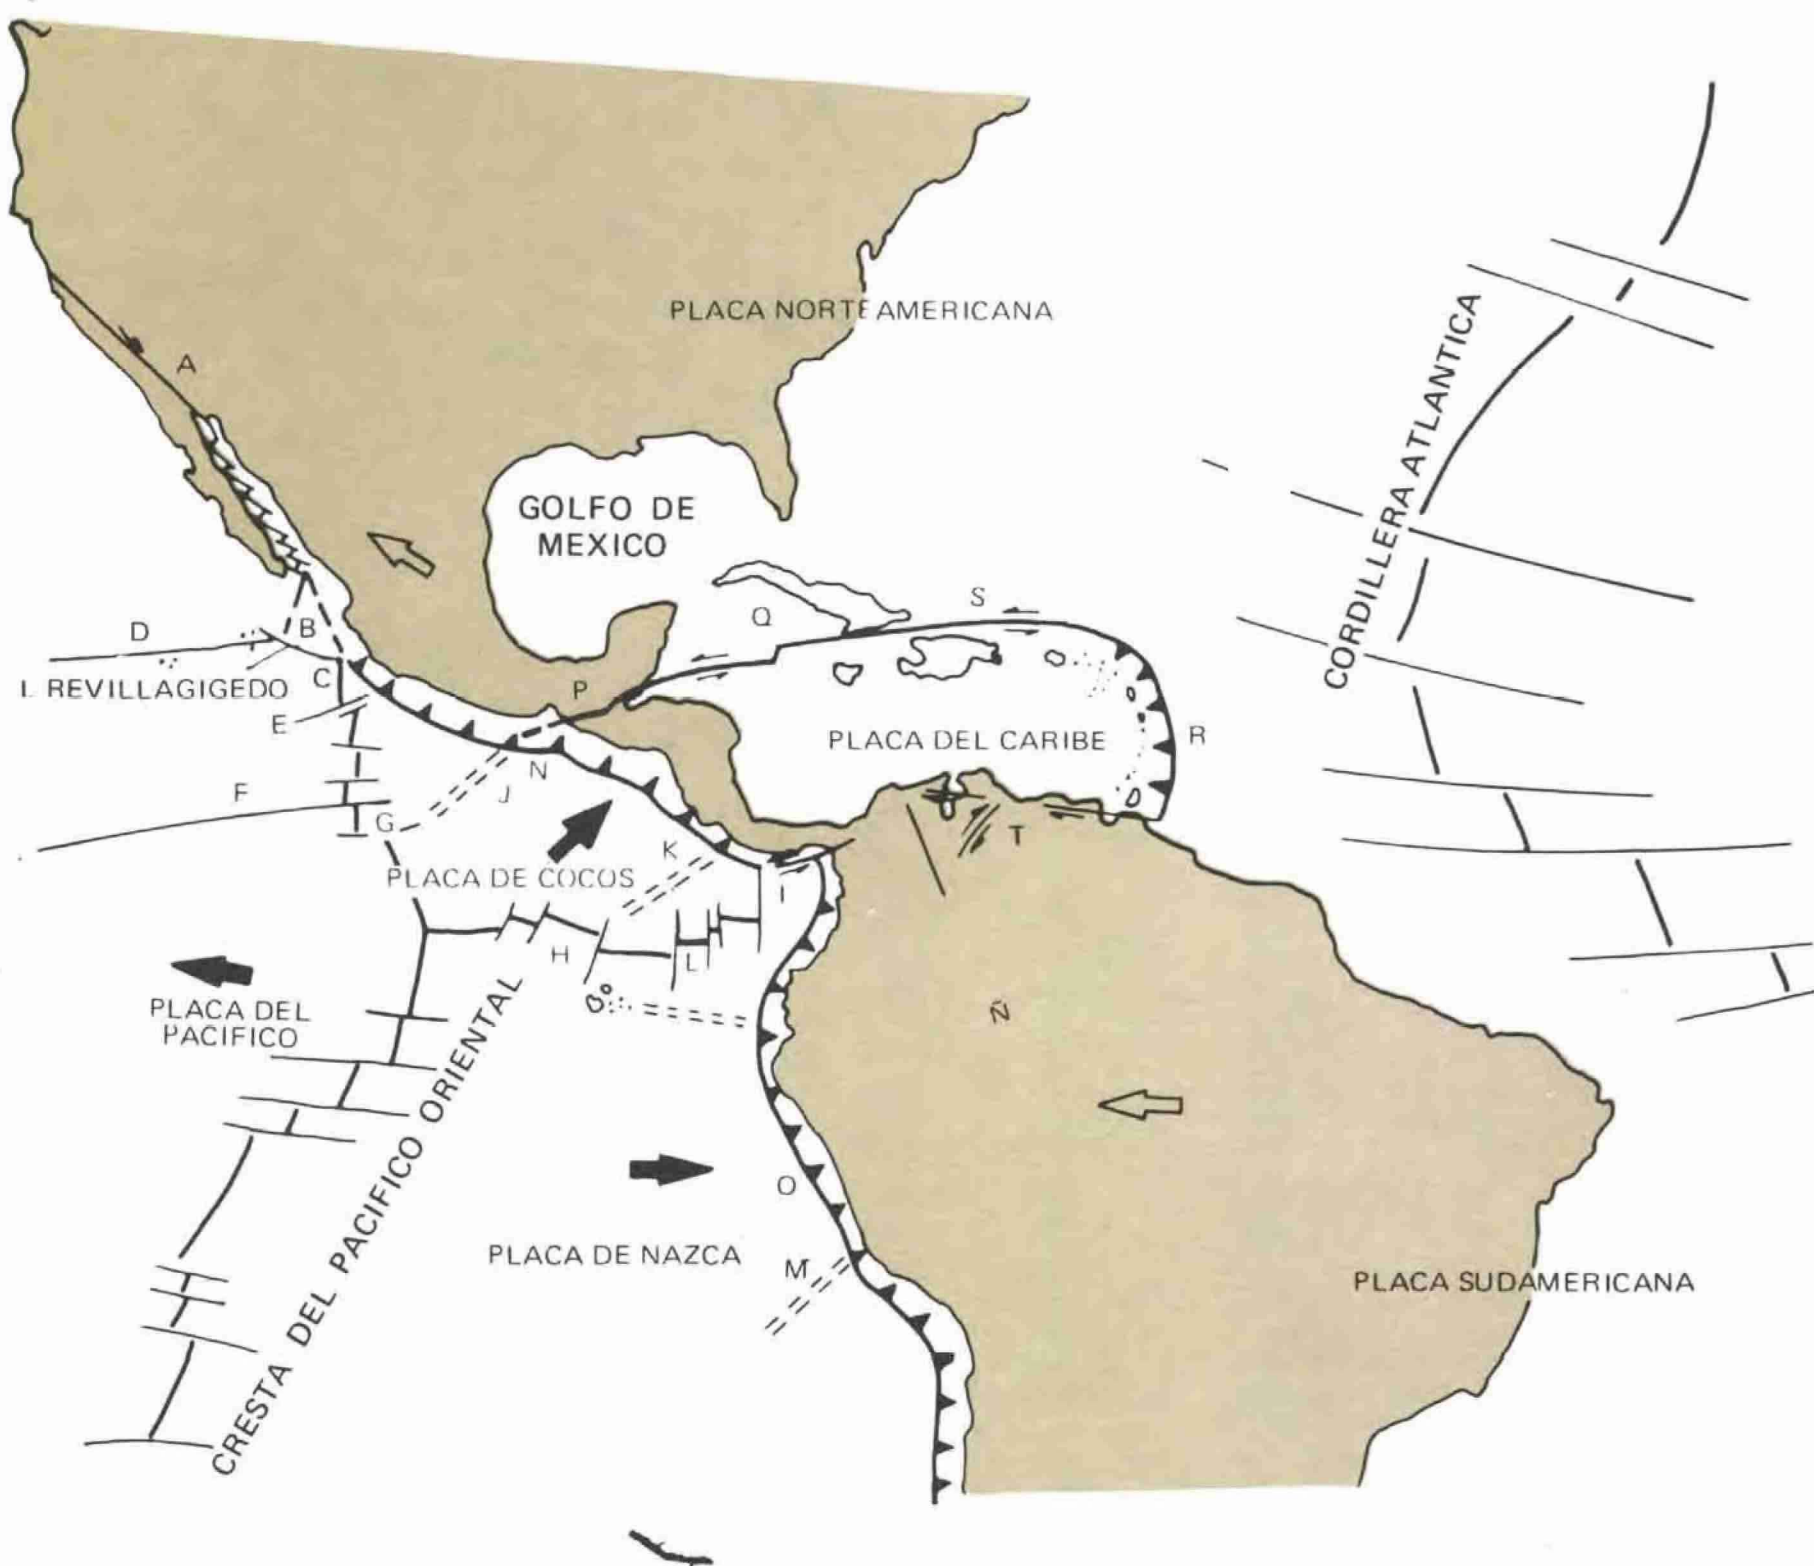 A
PLACA NORTEAMERICANA
CORDILLERA ATLANTICA
GOLFO DE
MEXICO
S
Q
D
B
C
I. REVILLAGIGEDO
E
P
PLACA DEL CARIBE
R
N
J
F
G
K
T
PLACA DE COCOS
I
H
L
PLACA DEL
PACIFICO
Ñ
CRESTA DEL PACIFICO ORIENTAL
O
PLACA DE NAZCA
M
PLACA SUDAMERICANA